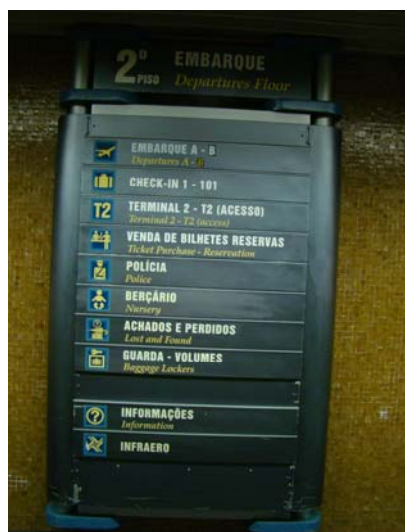 2º PISO
EMBARQUE
Departures Floor
EMBARQUE A - B
Departures A - B
CHECK-IN 1 - 101
T2
TERMINAL 2 - T2 (ACESSO)
Terminal 2 - T2 (access)
VENDA DE BILHETES RESERVAS
Ticket Purchase - Reservation
POLÍCIA
Police
BERÇÁRIO
Nursery
ACHADOS E PERDIDOS
Lost and Found
GUARDA - VOLUMES
Baggage Lockers
?
INFORMAÇÕES
Information
INFRAERO